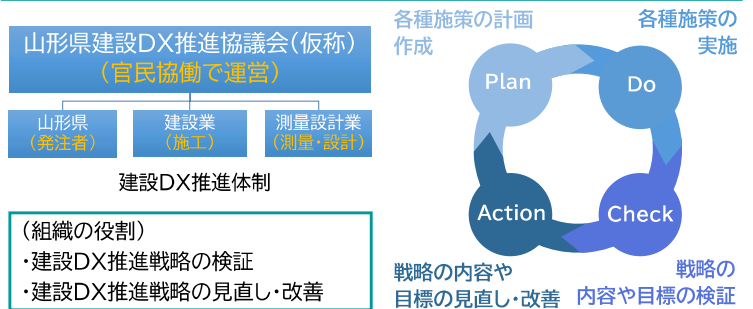 山形県建設DX推進協議会(仮称)
(官民協働で運営)
山形県
(発注者)
建設業
(施工)
測量設計業
(測量・設計)
建設DX推進体制
(組織の役割)
・建設DX推進戦略の検証
・建設DX推進戦略の見直し・改善
各種施策の計画
作成
各種施策の
実施
Plan
Do
Action
Check
戦略の内容や
目標の見直し・改善
戦略の
内容や目標の検証